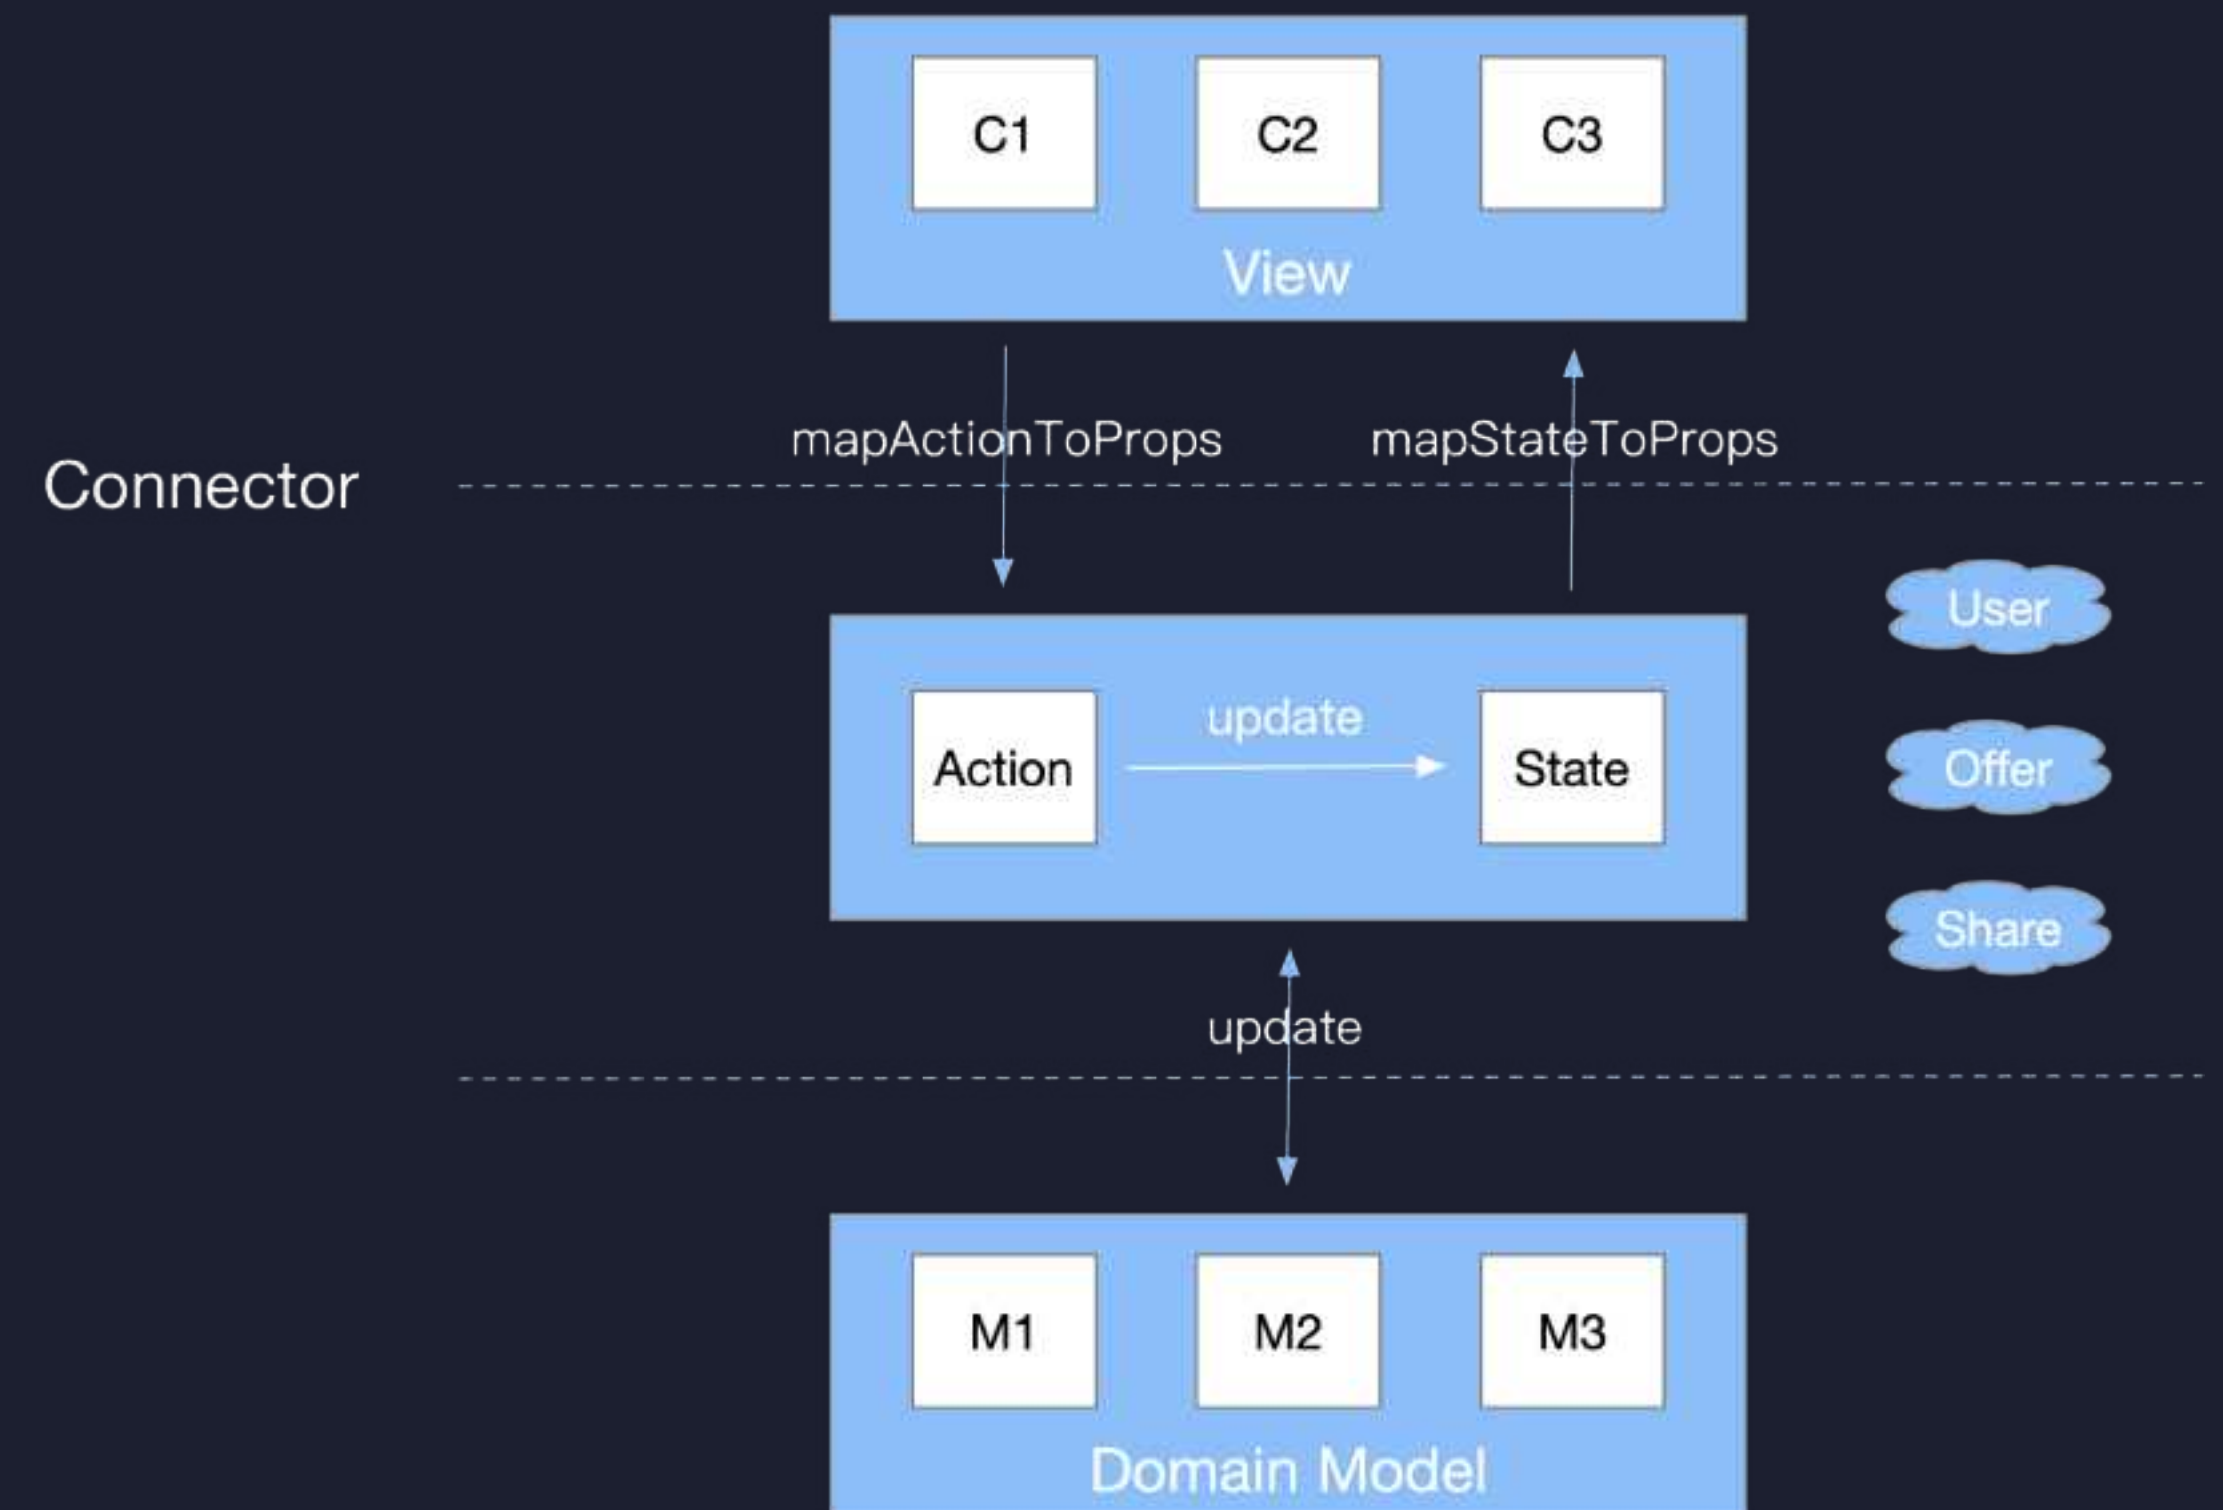 C1
C2
C3
View
mapActionToProps
mapStateToProps
Connector
User
update
Action
State
Offer
Share
update
M1
M2
M3
Domain Model